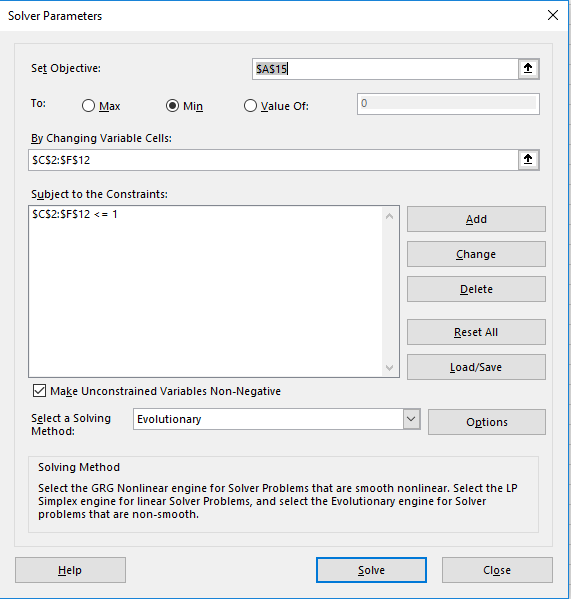 Solver Parameters
Set Objective:
$A$15
To:
Max
Min
Value Of:
0
By Changing Variable Cells:
$C$2:$F$12
Subject to the Constraints:
$C$2:$F$12 <= 1
Add
Change
Delete
Reset All
Load/Save
Make Unconstrained Variables Non-Negative
Select a Solving
Method:
Evolutionary
Options
Solving Method
Select the GRG Nonlinear engine for Solver Problems that are smooth nonlinear. Select the LP
Simplex engine for linear Solver Problems, and select the Evolutionary engine for Solver
problems that are non-smooth.
Help
Solve
Close